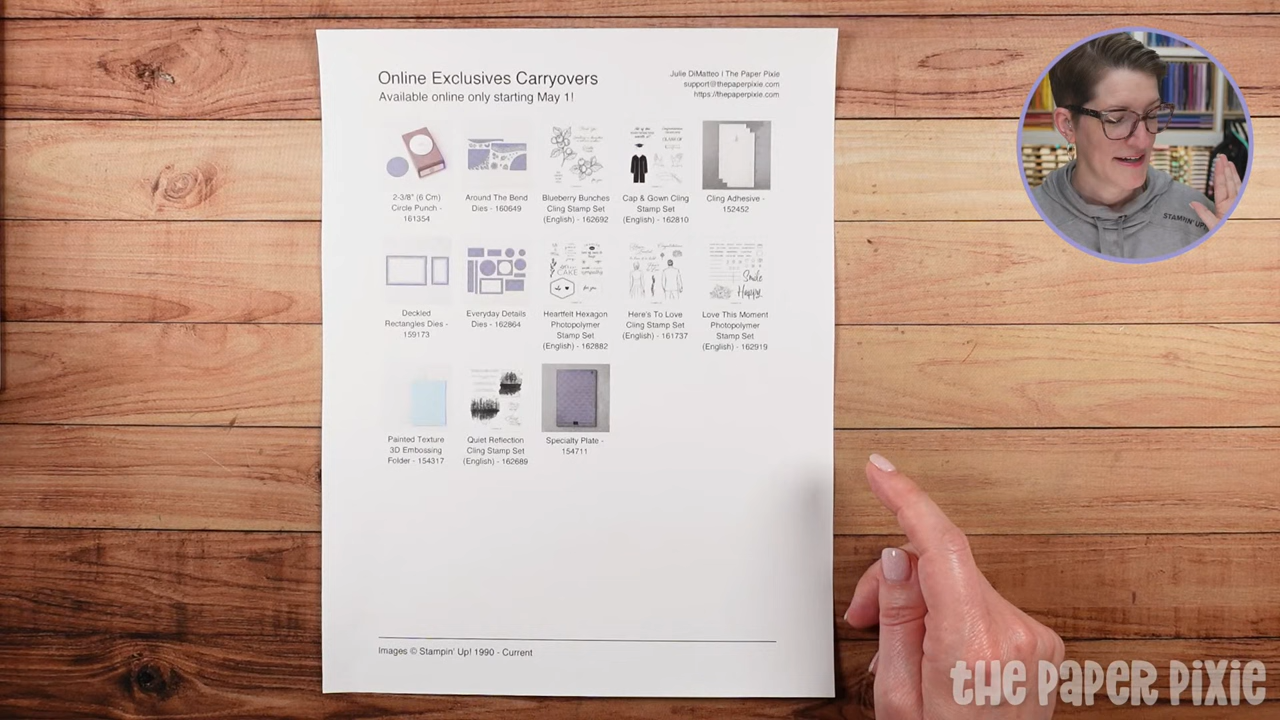 Online Exclusives Carryovers
Available online only starting May 1!
Julie DiMatteo | The Paper Pixie
support@thepaperpixie.com
https://thepaperpixie.com
2-3/8" (6 Cm)
Circle Punch -
161354
Around The Bend
Dies - 160649
Blueberry Bunches
Cling Stamp Set
(English) - 162692
Cap & Gown Cling
Stamp Set
(English) - 162810
Cling Adhesive -
152452
Smile
Happy
Deckled
Rectangles Dies -
159173
Everyday Details
Dies - 162864
Heartfelt Hexagon
Photopolymer
Stamp Set
(English) - 162882
Here's To Love
Cling Stamp Set
(English) - 161737
Love This Moment
Photopolymer
Stamp Set
(English) - 162919
Painted Texture
3D Embossing
Folder - 154317
Quiet Reflection
Cling Stamp Set
(English) - 162689
Specialty Plate -
154711
Images © Stampin' Up! 1990 - Current
STAMPIN' UP!
the paper pixie